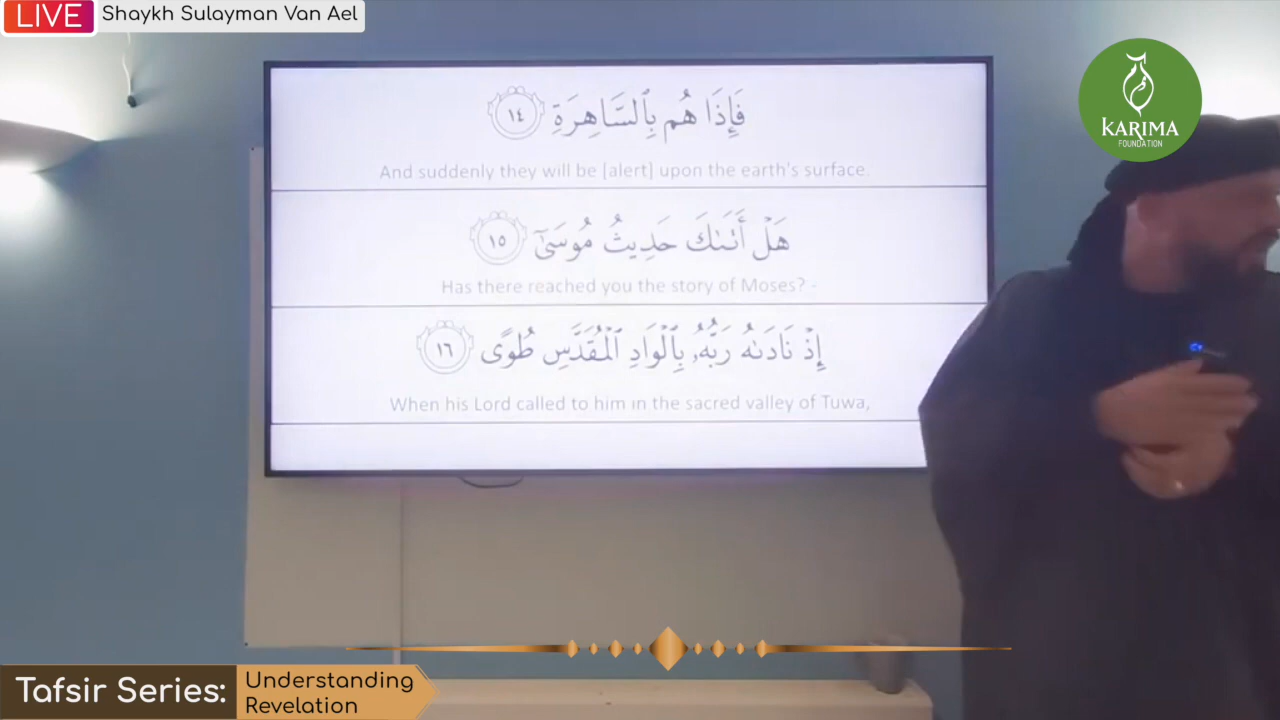 LIVE
Shaykh Sulayman Van Ael
KARIMA
FOUNDATION
فَإِذَا هُم بِٱلسَّاهِرَةِ ١٤
And suddenly they will be [alert] upon the earth's surface.
هَلْ أَتَىٰكَ حَدِيثُ مُوسَىٰٓ ١٥
Has there reached you the story of Moses? -
إِذْ نَادَىٰهُ رَبُّهُۥ بِٱلْوَادِ ٱلْمُقَدَّسِ طُوًى ١٦
When his Lord called to him in the sacred valley of Tuwa,
Tafsir Series:
Understanding
Revelation